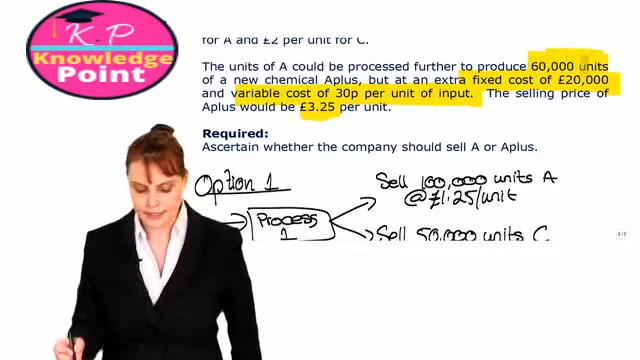 K.P
Knowledge
Point
for A and £2 per unit for C.
The units of A could be processed further to produce 60,000 units
of a new chemical Aplus, but at an extra fixed cost of £20,000
and variable cost of 30p per unit of input. The selling price of
Aplus would be £3.25 per unit.
Required:
Ascertain whether the company should sell A or Aplus.
Option 1
Sell 100,000 units A
@ £1.25/unit
Process
1
Sell 50,000 units C